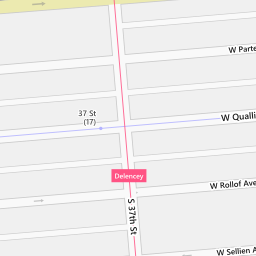 W Parte
37 St
(17)
W Qualli
Delencey
W Rollof Ave
S 37th St
W Sellien A